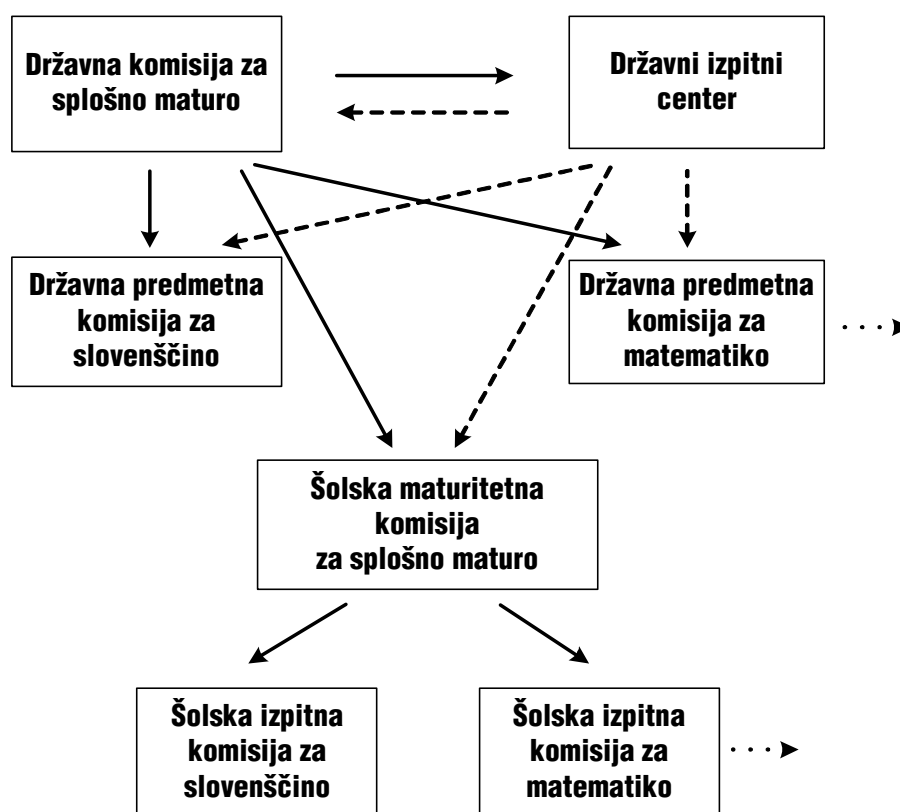 Državna komisija za
splošno maturo
Državni izpitni
center
Državna predmetna
komisija za
slovenščino
Državna predmetna
komisija za
matematiko
Šolska maturitetna
komisija
za splošno maturo
Šolska izpitna
komisija za
slovenščino
Šolska izpitna
komisija za
matematiko